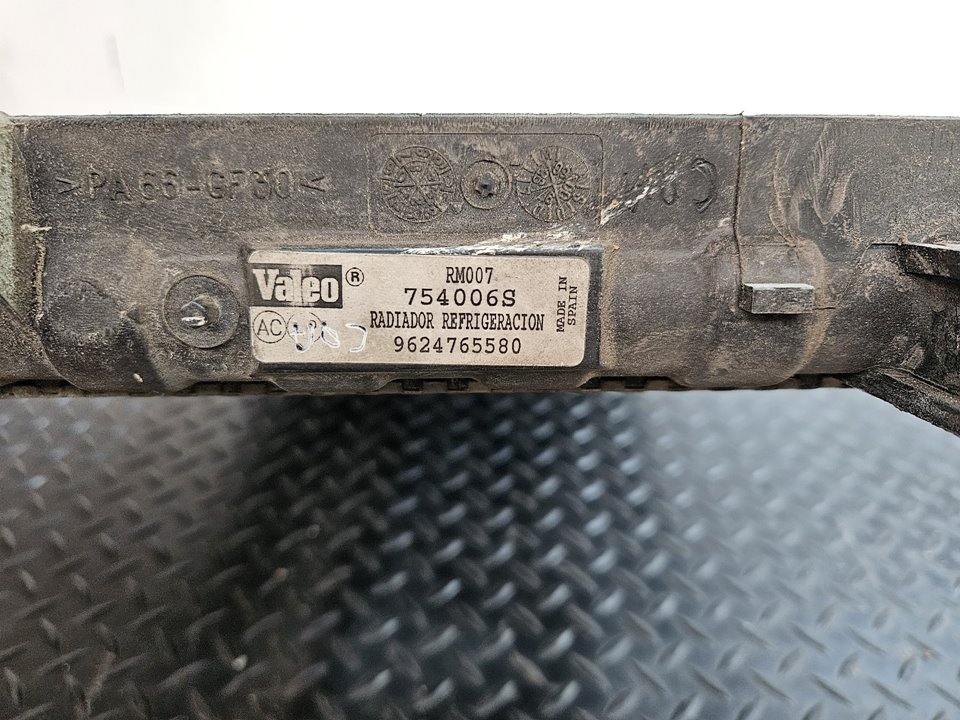 >PA66-GF30<
Valeo®
RM007
754006S
RADIADOR REFRIGERACION
9624765580
MADE IN
SPAIN
AC